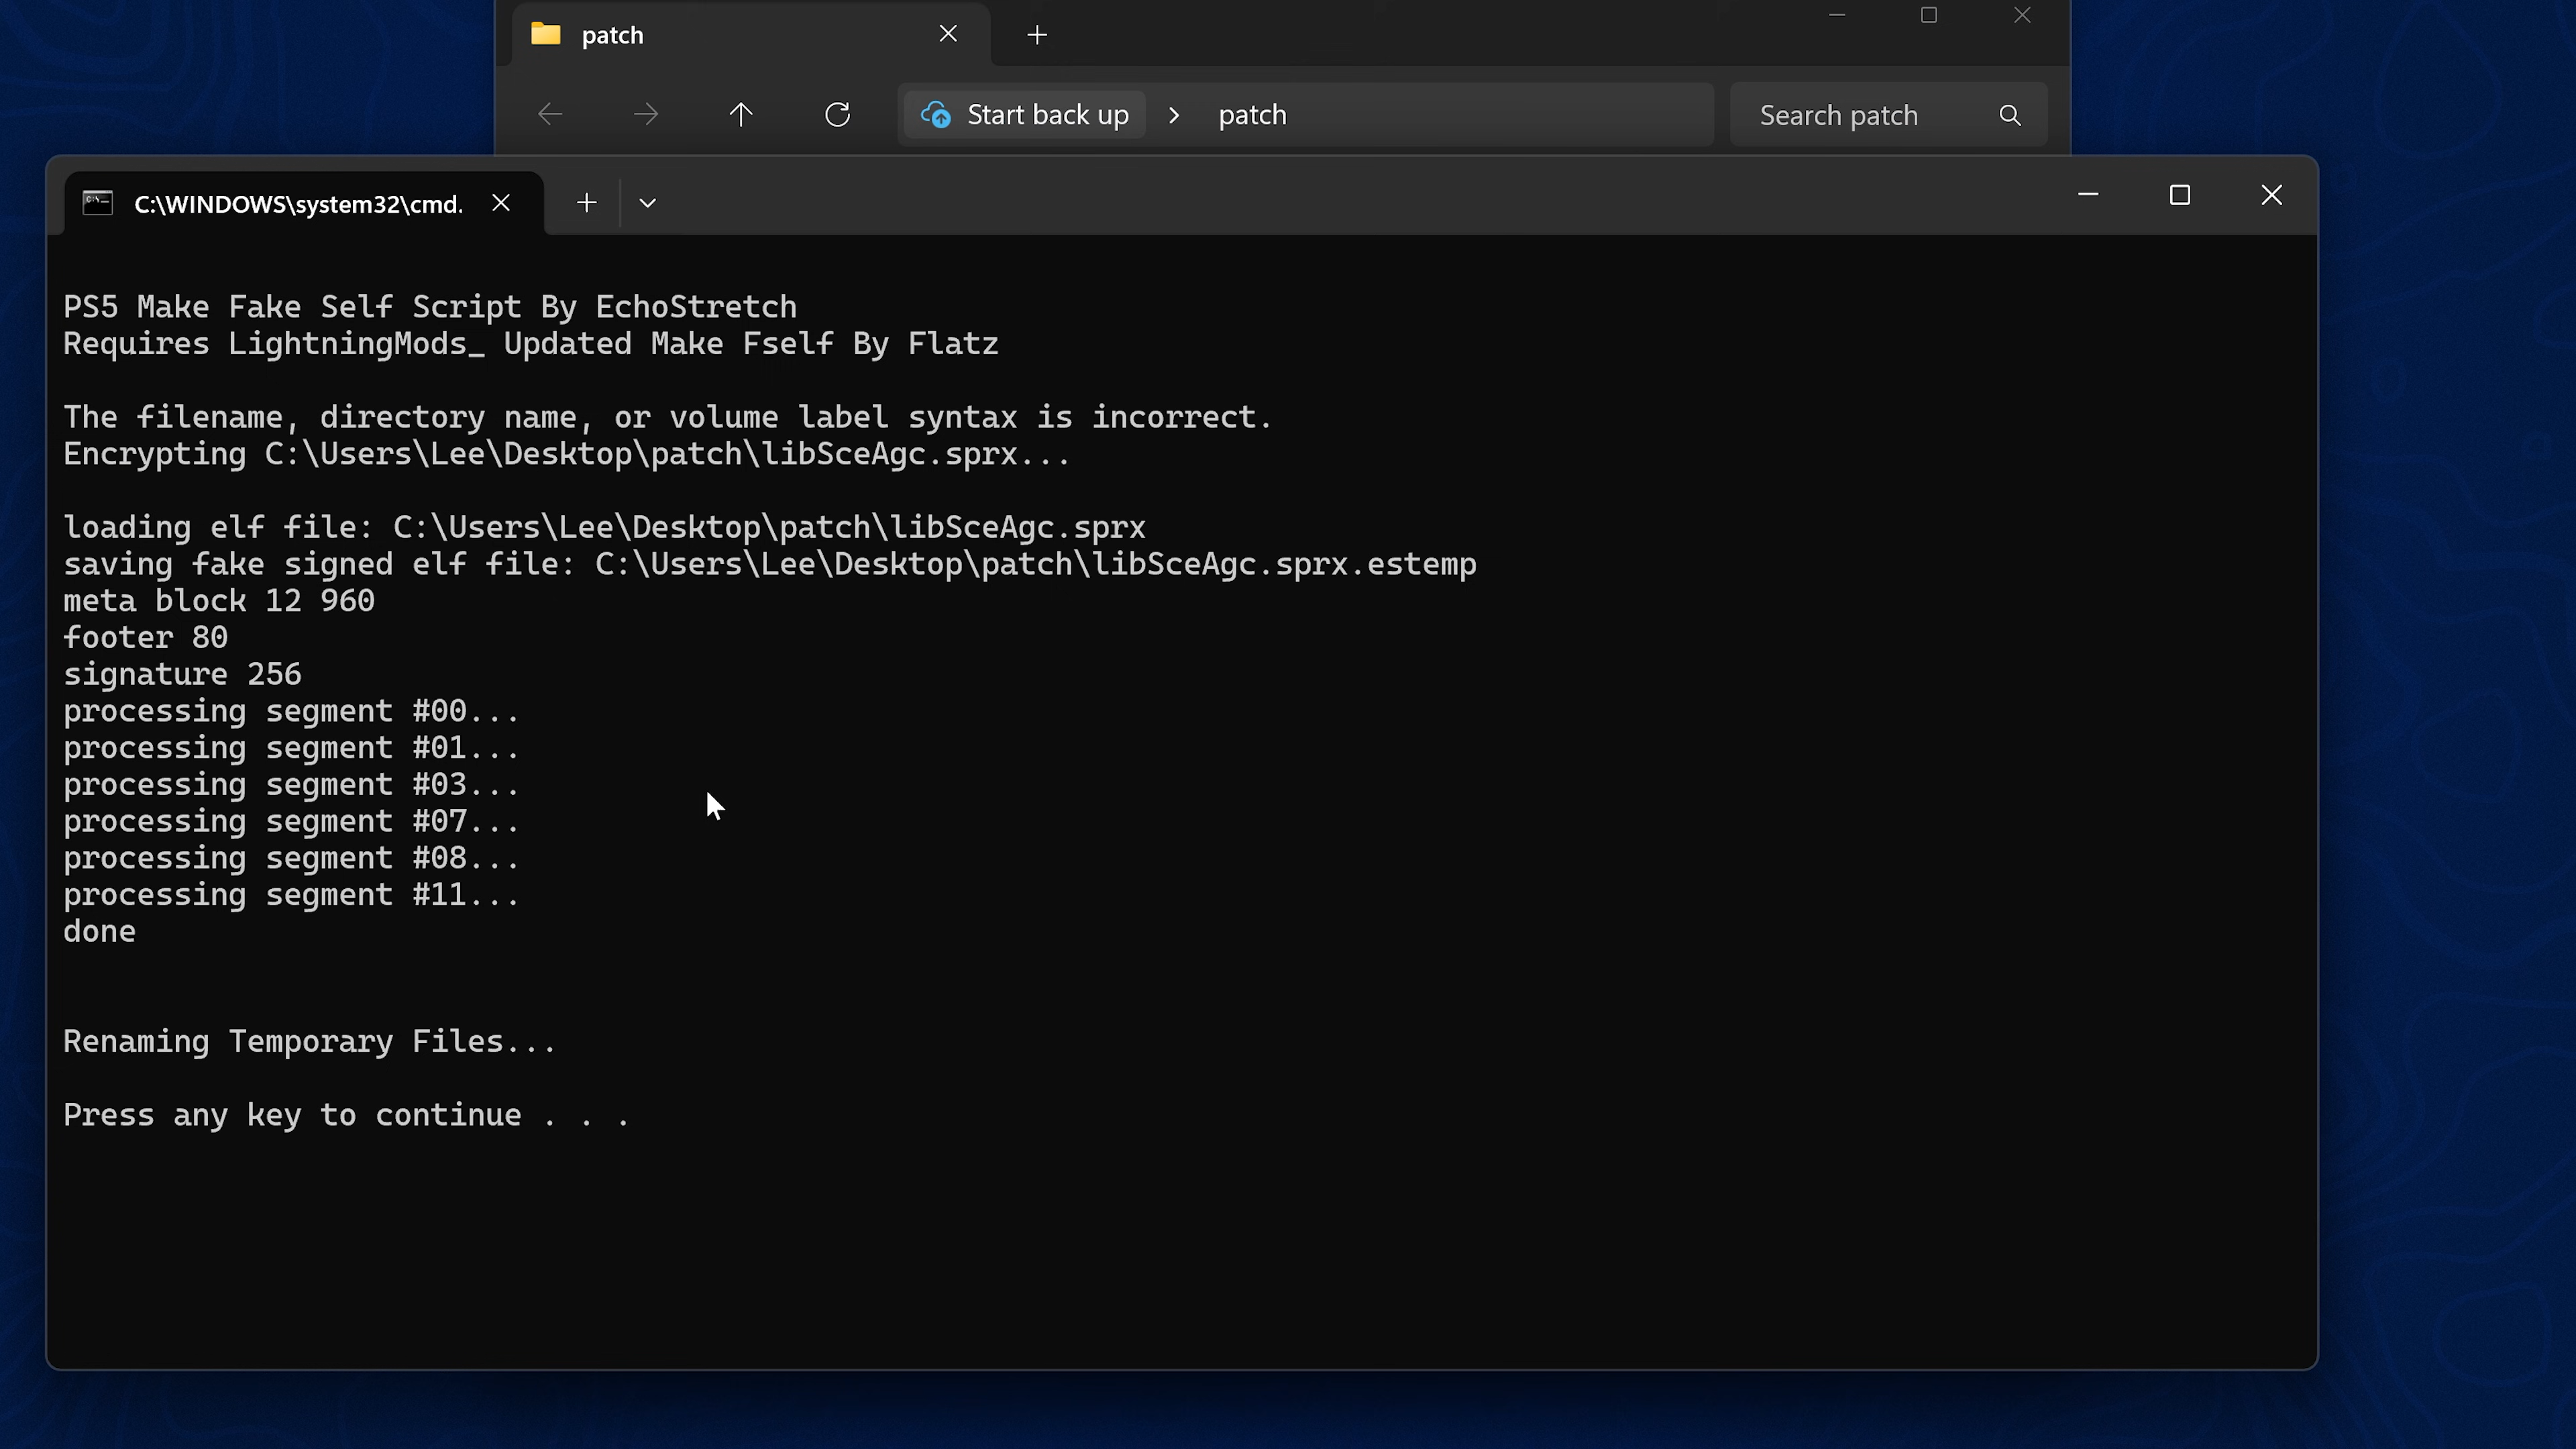 patch
Start back up > patch
Search patch
C:\WINDOWS\system32\cmd.
PS5 Make Fake Self Script By EchoStretch
Requires LightningMods_ Updated Make Fself By Flatz
The filename, directory name, or volume label syntax is incorrect.
Encrypting C:\Users\Lee\Desktop\patch\libSceAgc.sprx...
loading elf file: C:\Users\Lee\Desktop\patch\libSceAgc.sprx
saving fake signed elf file: C:\Users\Lee\Desktop\patch\libSceAgc.sprx.estemp
meta block 12 960
footer 80
signature 256
processing segment #00...
processing segment #01...
processing segment #03...
processing segment #07...
processing segment #08...
processing segment #11...
done
Renaming Temporary Files...
Press any key to continue . . .